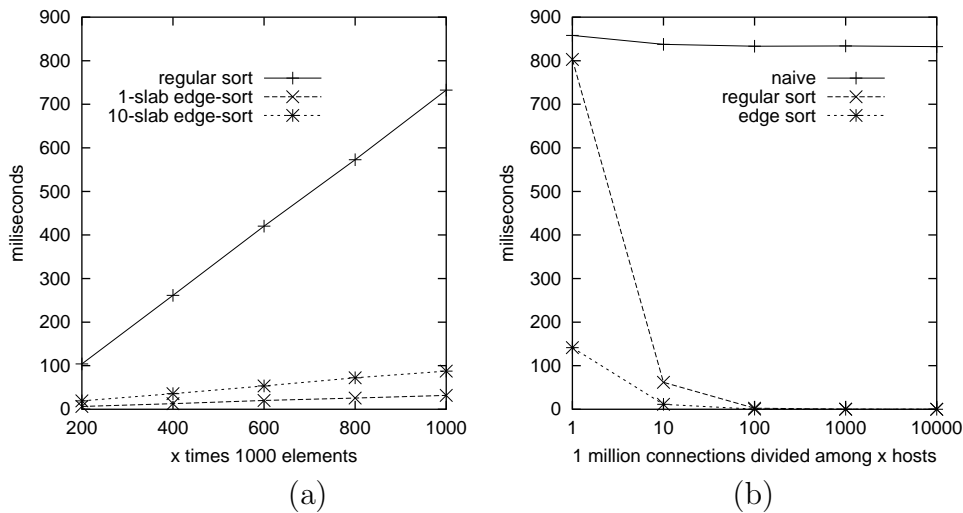 900
800
700
600
500
400
300
200
100
0
miliseconds
regular sort
1-slab edge-sort
10-slab edge-sort
200 400 600 800 1000
x times 1000 elements
(a)
900
800
700
600
500
400
300
200
100
0
miliseconds
naive
regular sort
edge sort
1 10 100 1000 10000
1 million connections divided among x hosts
(b)